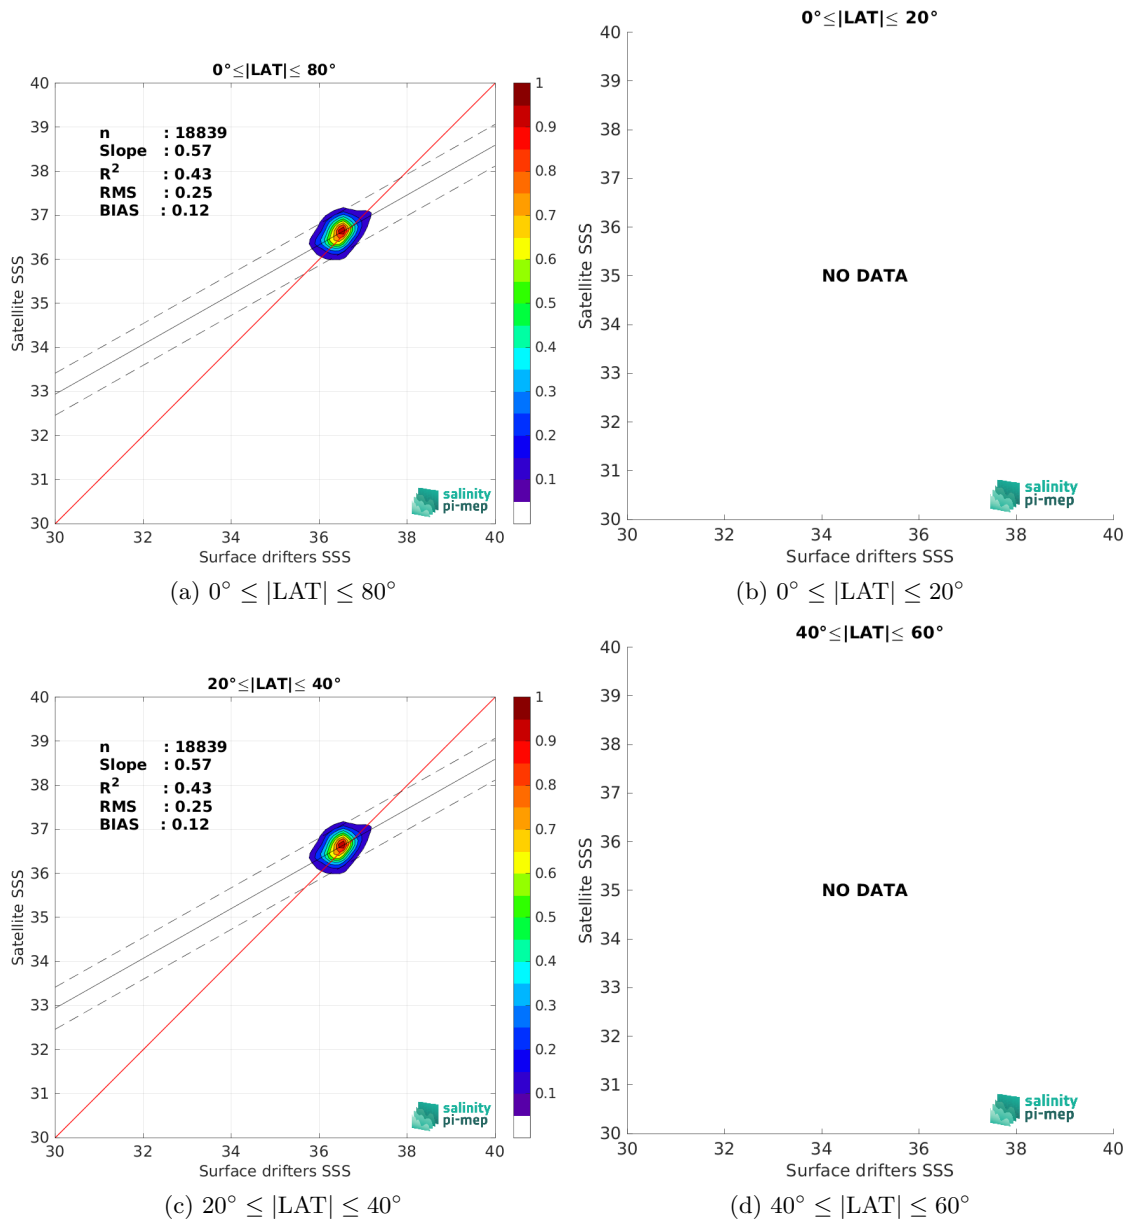 0°≤|LAT|≤ 80°
40
39
38
37
36
35
34
33
32
31
30
Satellite SSS
n : 18839
Slope : 0.57
R² : 0.43
RMS : 0.25
BIAS : 0.12
salinity
pi-mep
30 32 34 36 38 40
Surface drifters SSS
1
0.9
0.8
0.7
0.6
0.5
0.4
0.3
0.2
0.1
(a) 0° ≤ |LAT| ≤ 80°
0°≤|LAT|≤ 20°
40
39
38
37
36
35
34
33
32
31
30
Satellite SSS
NO DATA
salinity
pi-mep
30 32 34 36 38 40
Surface drifters SSS
(b) 0° ≤ |LAT| ≤ 20°
20°≤|LAT|≤ 40°
40
39
38
37
36
35
34
33
32
31
30
Satellite SSS
n : 18839
Slope : 0.57
R² : 0.43
RMS : 0.25
BIAS : 0.12
salinity
pi-mep
30 32 34 36 38 40
Surface drifters SSS
1
0.9
0.8
0.7
0.6
0.5
0.4
0.3
0.2
0.1
(c) 20° ≤ |LAT| ≤ 40°
40°≤|LAT|≤ 60°
40
39
38
37
36
35
34
33
32
31
30
Satellite SSS
NO DATA
salinity
pi-mep
30 32 34 36 38 40
Surface drifters SSS
(d) 40° ≤ |LAT| ≤ 60°